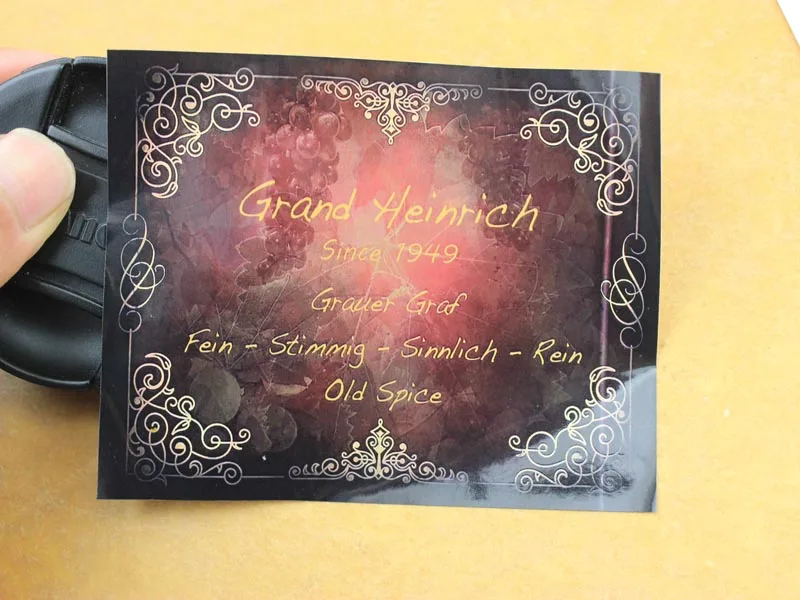 Grand Heinrich
Since 1949
Grauer Graf
Fein - Stimmig - Sinnlich - Rein
Old Spice